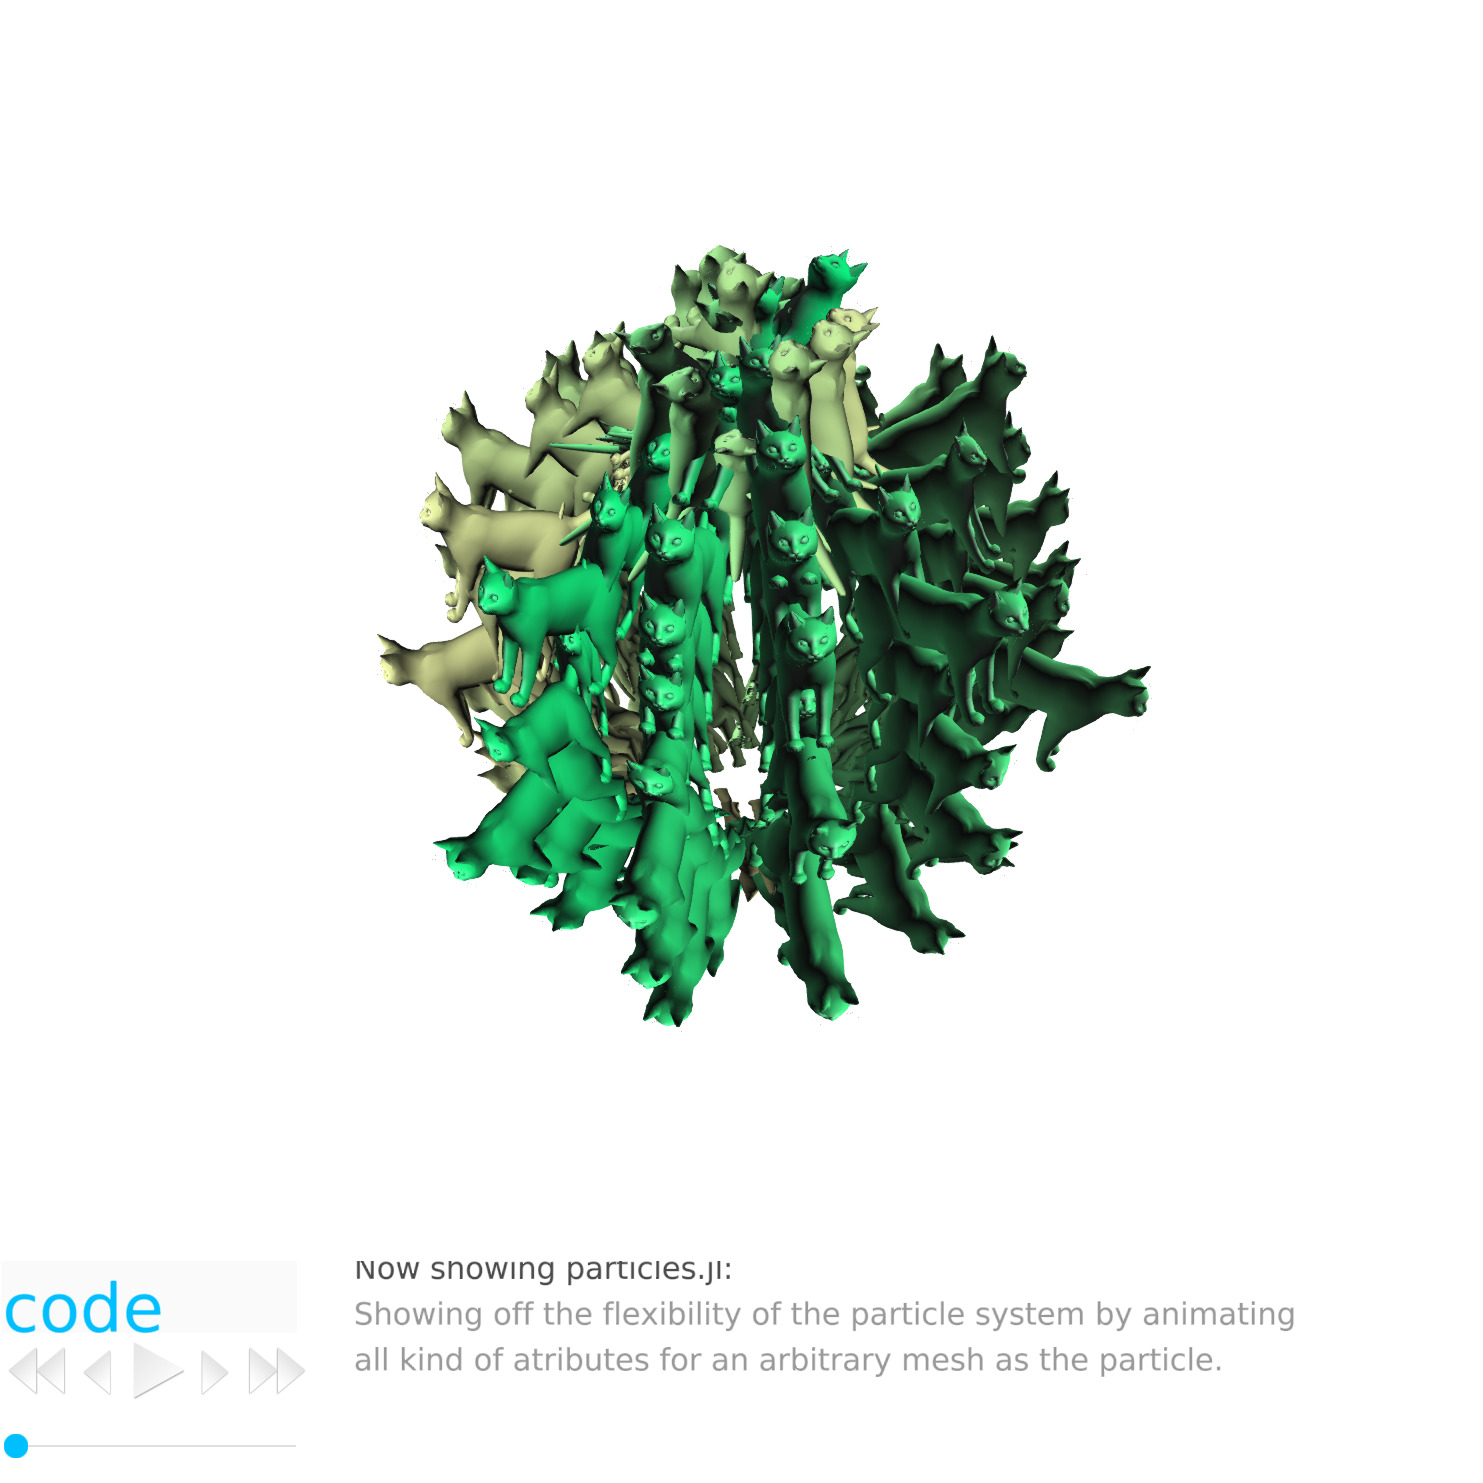 Now showing particles.jl:
code
Showing off the flexibility of the particle system by animating
all kind of atributes for an arbitrary mesh as the particle.